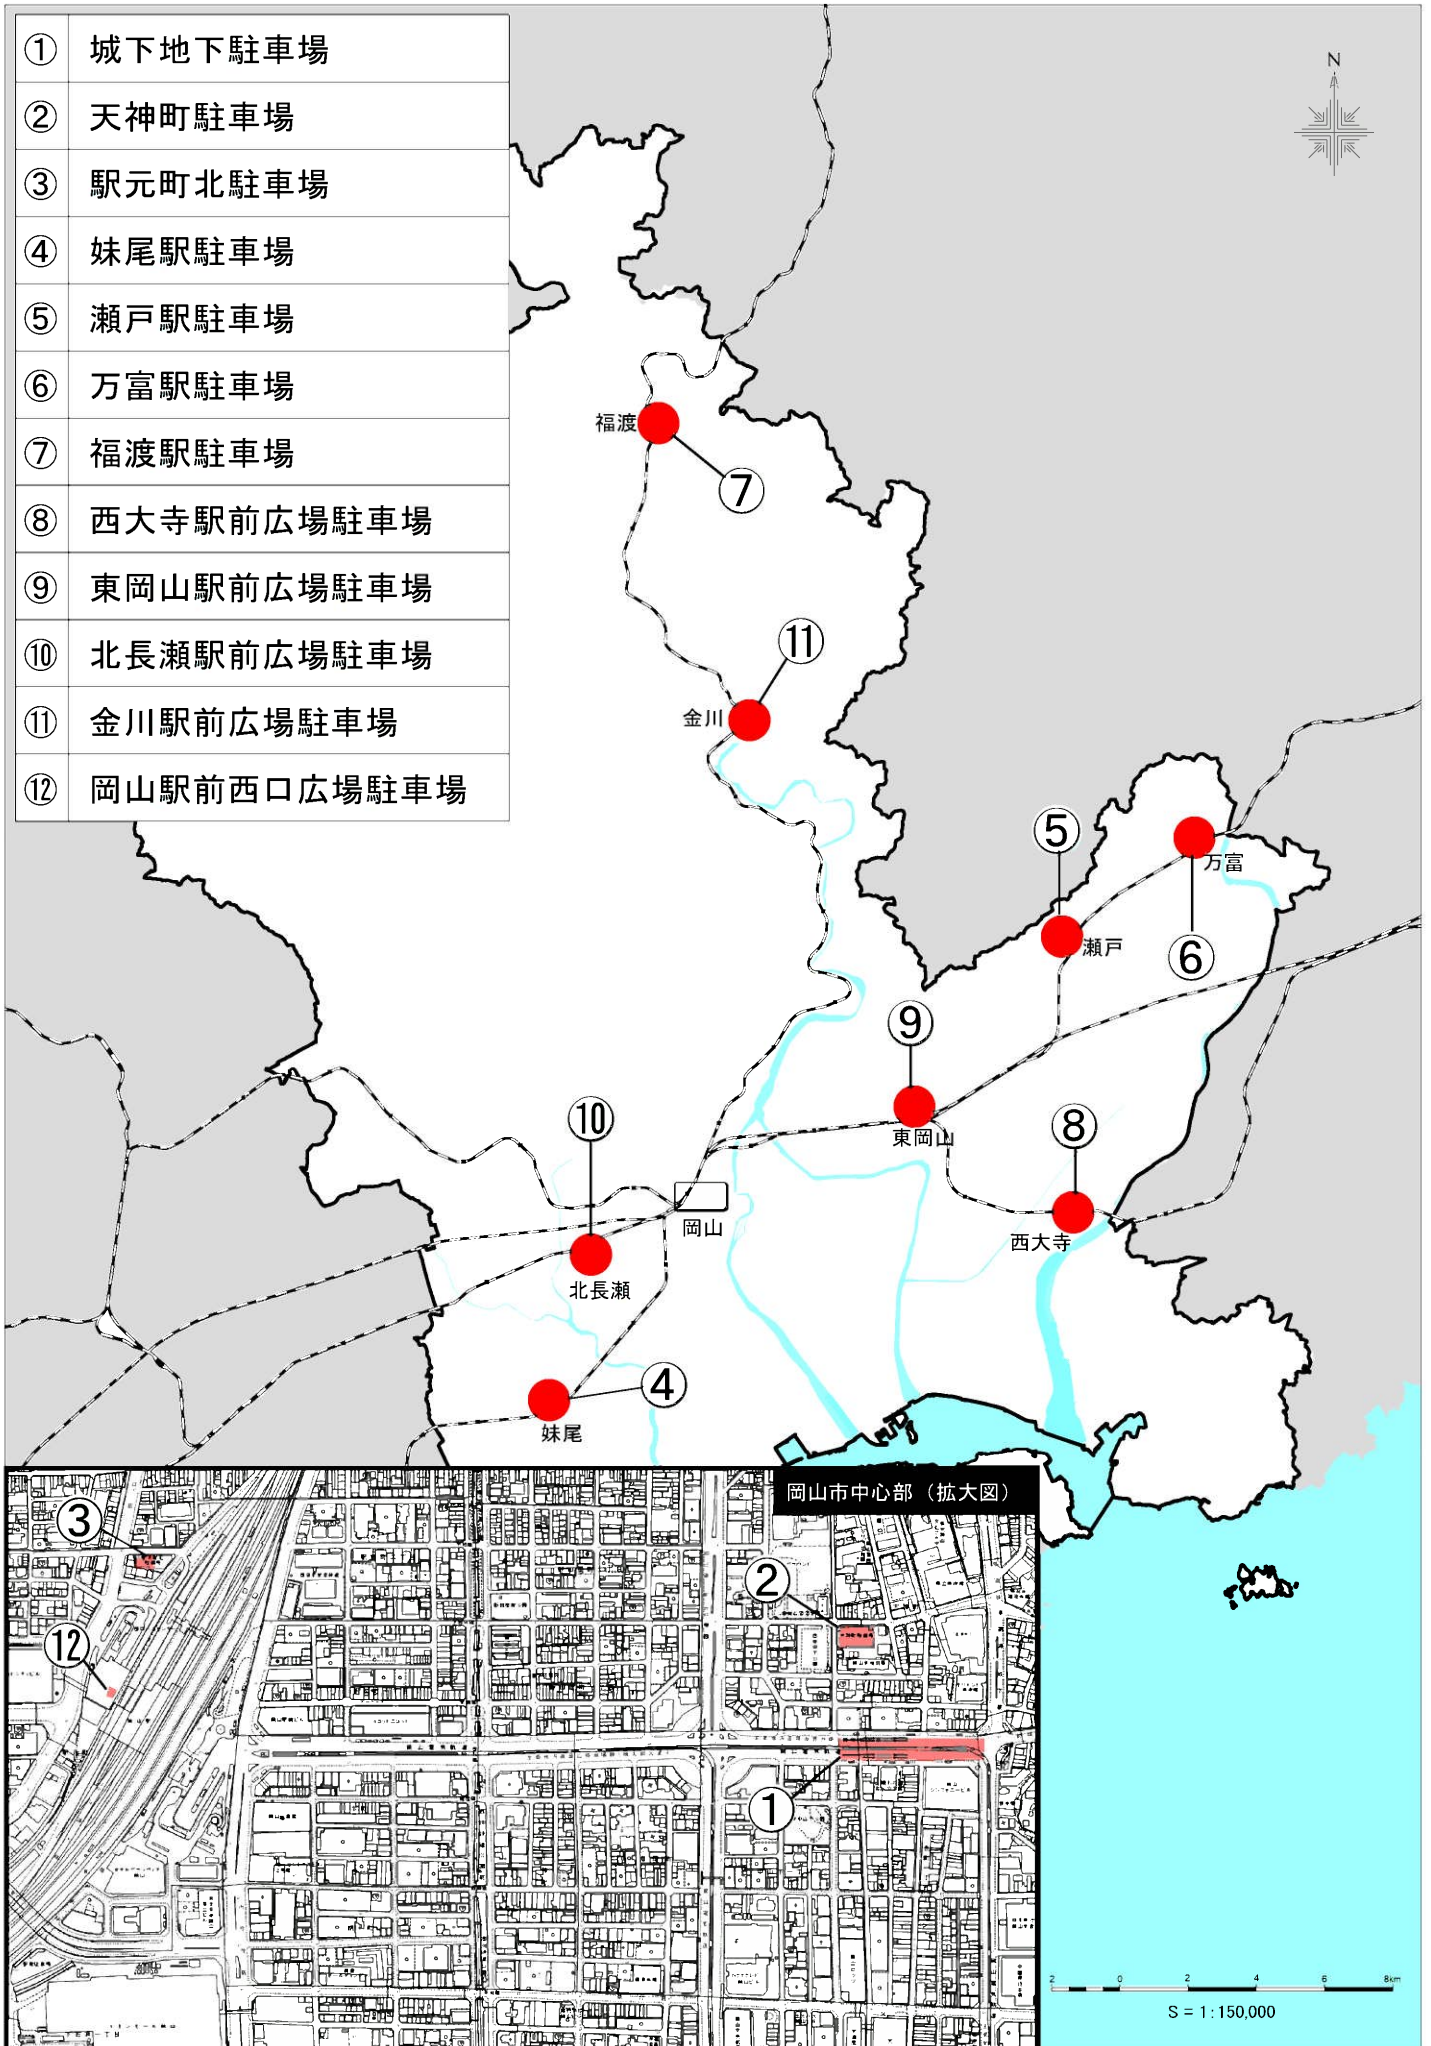 ① 城下地下駐車場
② 天神町駐車場
③ 駅元町北駐車場
④ 妹尾駅駐車場
⑤ 瀬戸駅駐車場
⑥ 万富駅駐車場
⑦ 福渡駅駐車場
⑧ 西大寺駅前広場駐車場
⑨ 東岡山駅前広場駐車場
⑩ 北長瀬駅前広場駐車場
⑪ 金川駅前広場駐車場
⑫ 岡山駅前西口広場駐車場
N
福渡
⑦
⑪
金川
⑤
万富
瀬戸
⑥
⑨
東岡山
⑩
⑧
岡山
西大寺
北長瀬
④
妹尾
岡山市中心部（拡大図）
③
②
⑫
①
2 0 2 4 6 8km
S = 1:150,000